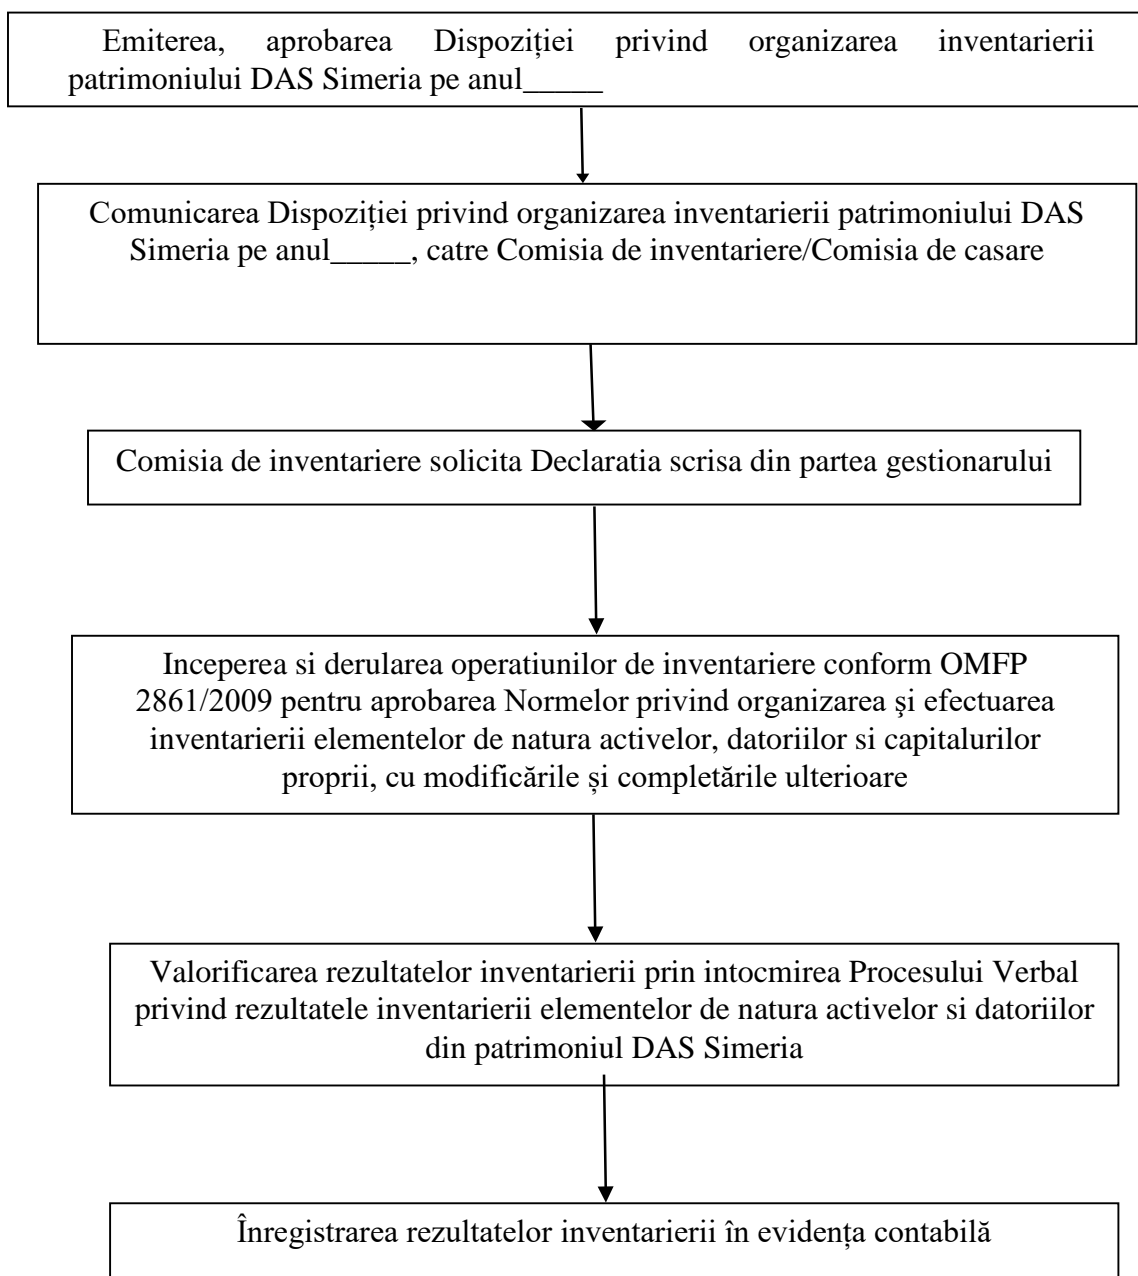 Emiterea, aprobarea Dispoziției privind organizarea inventarierii
patrimoniului DAS Simeria pe anul_____
Comunicarea Dispoziției privind organizarea inventarierii patrimoniului DAS
Simeria pe anul_____, catre Comisia de inventariere/Comisia de casare
Comisia de inventariere solicita Declaratia scrisa din partea gestionarului
Inceperea si derularea operatiunilor de inventariere conform OMFP
2861/2009 pentru aprobarea Normelor privind organizarea şi efectuarea
inventarierii elementelor de natura activelor, datoriilor si capitalurilor
proprii, cu modificările și completările ulterioare
Valorificarea rezultatelor inventarierii prin intocmirea Procesului Verbal
privind rezultatele inventarierii elementelor de natura activelor si datoriilor
din patrimoniul DAS Simeria
Înregistrarea rezultatelor inventarierii în evidența contabilă